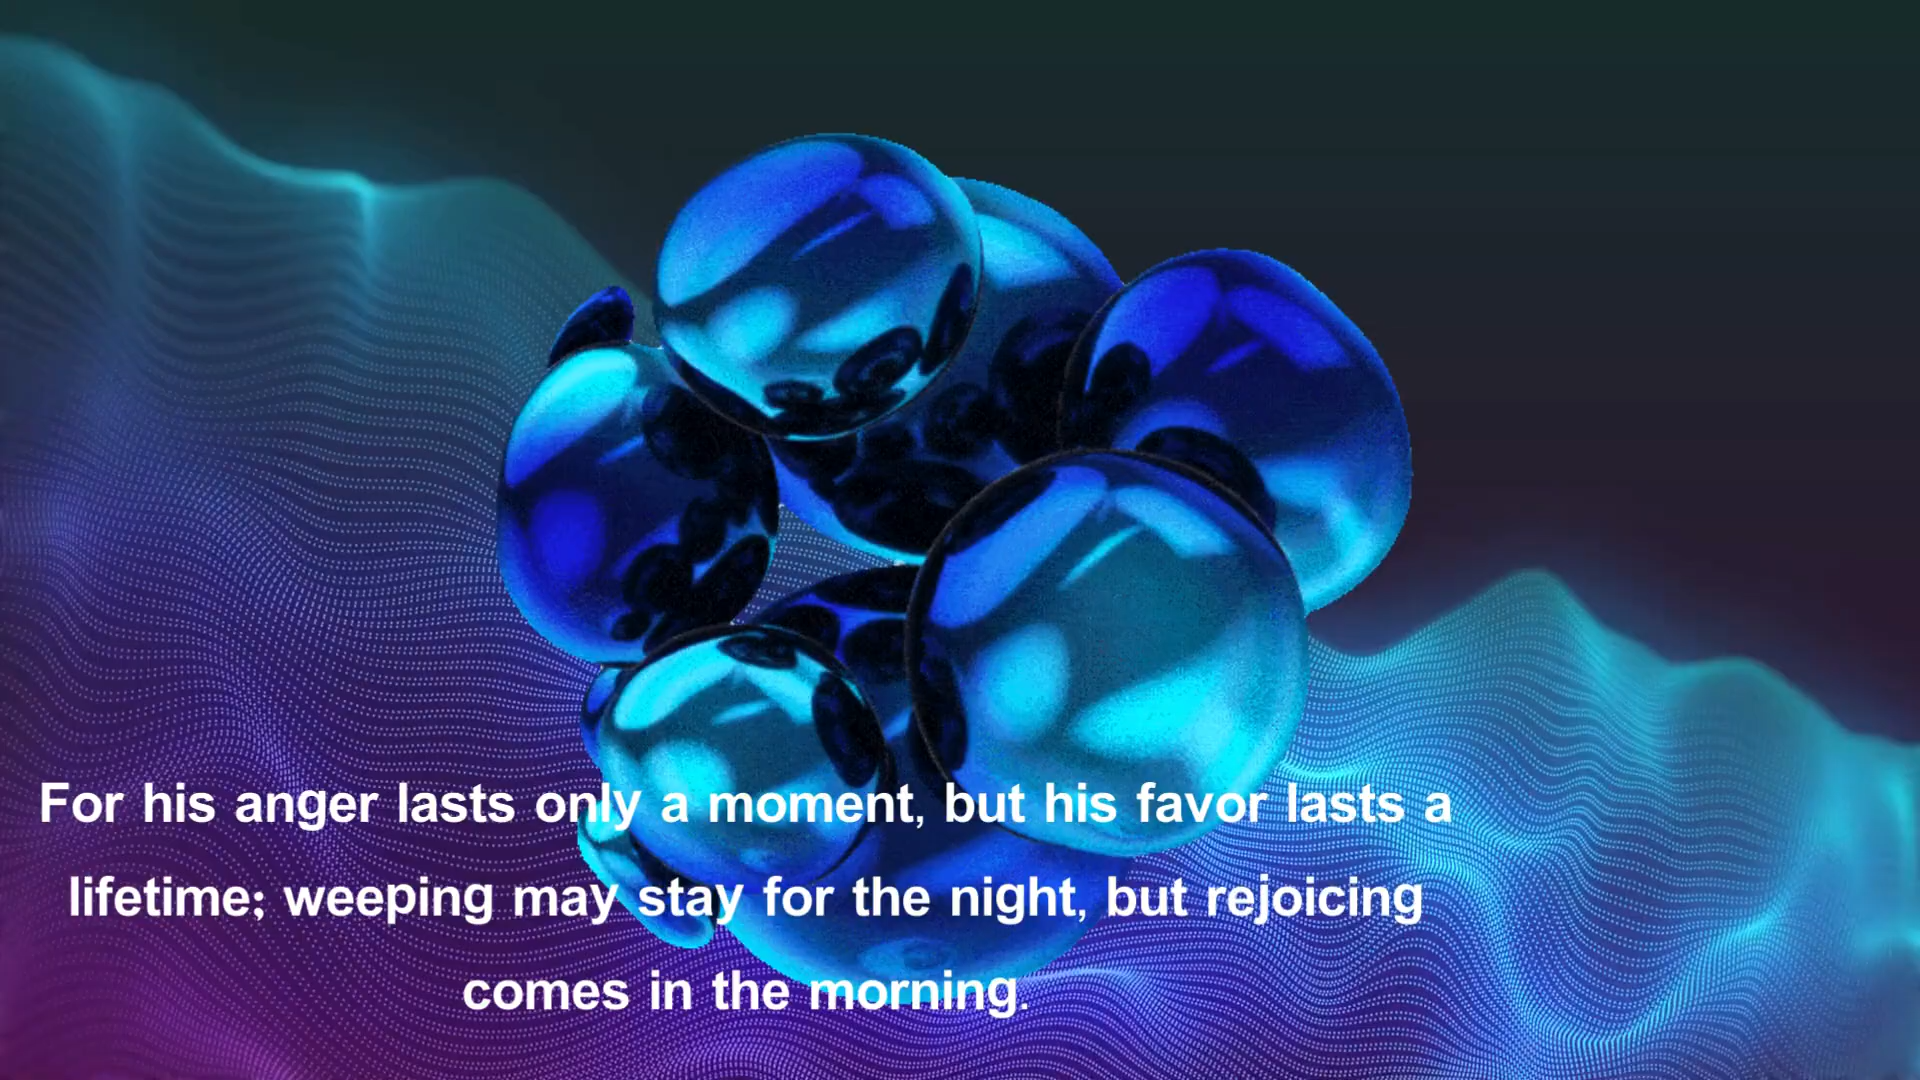 For his anger lasts only a moment, but his favor lasts a
lifetime; weeping may stay for the night, but rejoicing
comes in the morning.